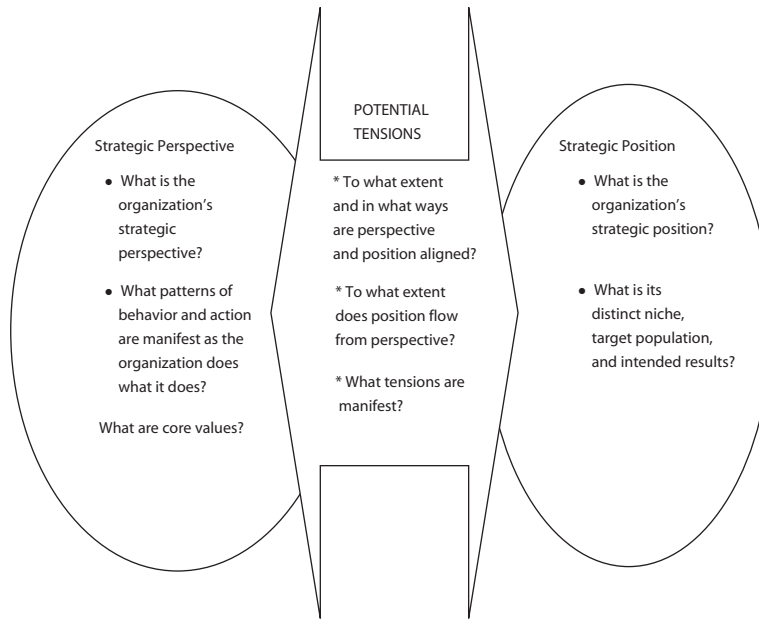 Strategic Perspective
• What is the
organization's
strategic
perspective?
• What patterns of
behavior and action
are manifest as the
organization does
what it does?
What are core values?
POTENTIAL
TENSIONS
* To what extent
and in what ways
are perspective
and position aligned?
* To what extent
does position flow
from perspective?
* What tensions are
manifest?
Strategic Position
• What is the
organization's
strategic position?
• What is its
distinct niche,
target population,
and intended results?